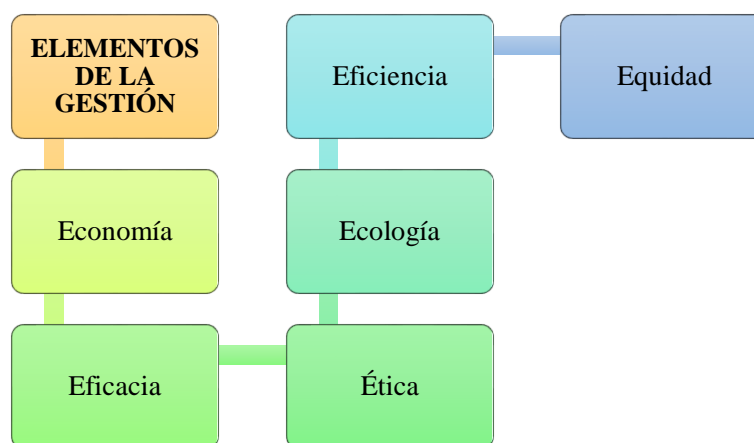 ELEMENTOS
DE LA
GESTIÓN
Economía
Eficacia
Ética
Ecología
Eficiencia
Equidad